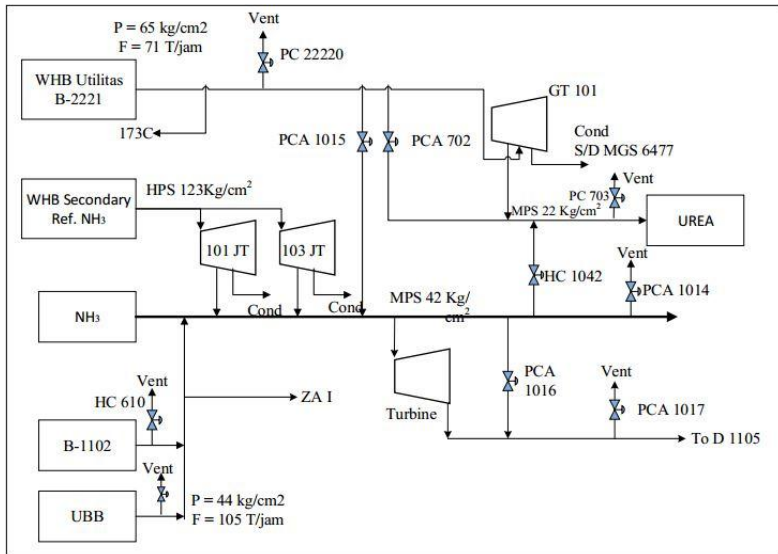 P = 65 kg/cm2
F = 71 T/jam
Vent
PC 22220
WHB Utilitas
B-2221
GT 101
173C
PCA 1015
PCA 702
Cond
S/D MGS 6477
Vent
PC 703
WHB Secondary
Ref. NH3
HPS 123Kg/cm2
MPS 22 Kg/cm2
UREA
101 JT
103 JT
HC 1042
Vent
PCA 1014
Cond
Cond
MPS 42 Kg/
cm2
NH3
Vent
HC 610
ZA I
Turbine
PCA
1016
Vent
PCA 1017
B-1102
To D 1105
Vent
UBB
P = 44 kg/cm2
F = 105 T/jam